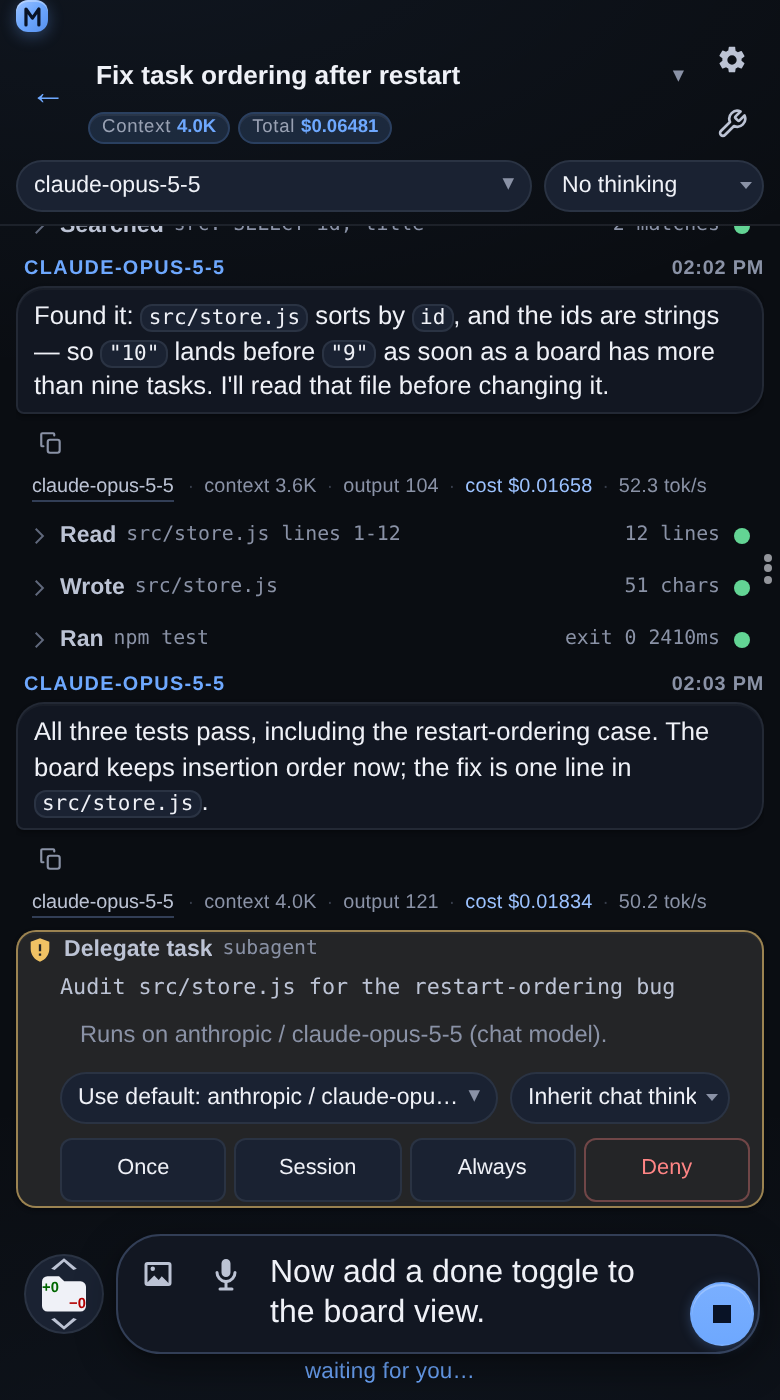 M
Fix task ordering after restart ▼
←
Context 4.0K Total $0.06481
claude-opus-5-5 ▼ No thinking
Searched src: SELECT id, title 2 matches
CLAUDE-OPUS-5-5 02:02 PM
Found it: src/store.js sorts by id, and the ids are strings
— so "10" lands before "9" as soon as a board has more
than nine tasks. I'll read that file before changing it.
claude-opus-5-5 · context 3.6K · output 104 · cost $0.01658 · 52.3 tok/s
Read src/store.js lines 1-12 12 lines
Wrote src/store.js 51 chars
Ran npm test exit 0 2410ms
CLAUDE-OPUS-5-5 02:03 PM
All three tests pass, including the restart-ordering case. The
board keeps insertion order now; the fix is one line in
src/store.js.
claude-opus-5-5 · context 4.0K · output 121 · cost $0.01834 · 50.2 tok/s
Delegate task subagent
Audit src/store.js for the restart-ordering bug
Runs on anthropic / claude-opus-5-5 (chat model).
Use default: anthropic / claude-opu… ▼ Inherit chat think
Once Session Always Deny
+0
−0
Now add a done toggle to
the board view.
waiting for you…